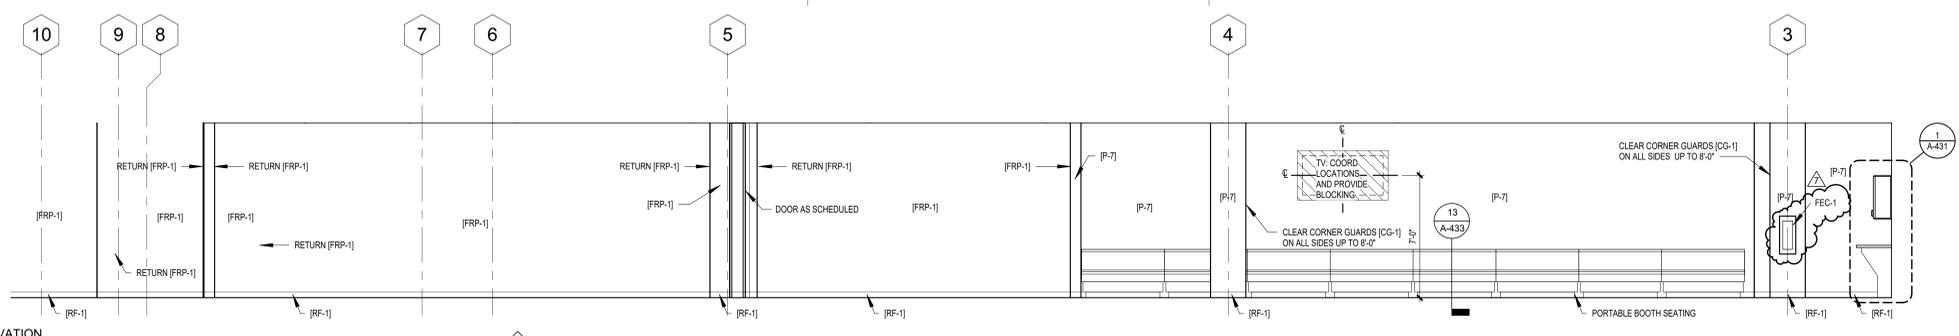 10
9
8
7
6
5
4
3
1
A-431
RETURN [FRP-1]
RETURN [FRP-1]
RETURN [FRP-1]
RETURN [FRP-1]
[FRP-1]
[P-7]
℄
TV: COORD
LOCATIONS
AND PROVIDE
BLOCKING
℄
CLEAR CORNER GUARDS [CG-1]
ON ALL SIDES UP TO 8'-0"
7
[P-7]
[FRP-1]
[FRP-1]
[FRP-1]
[FRP-1]
[FRP-1]
DOOR AS SCHEDULED
[FRP-1]
[P-7]
[P-7]
[P-7]
[P-7]
FEC-1
RETURN [FRP-1]
RETURN [FRP-1]
CLEAR CORNER GUARDS [CG-1]
ON ALL SIDES UP TO 8'-0"
7'-0"
13
A-433
[RF-1]
[RF-1]
[RF-1]
[RF-1]
[RF-1]
PORTABLE BOOTH SEATING
[RF-1]
[RF-1]